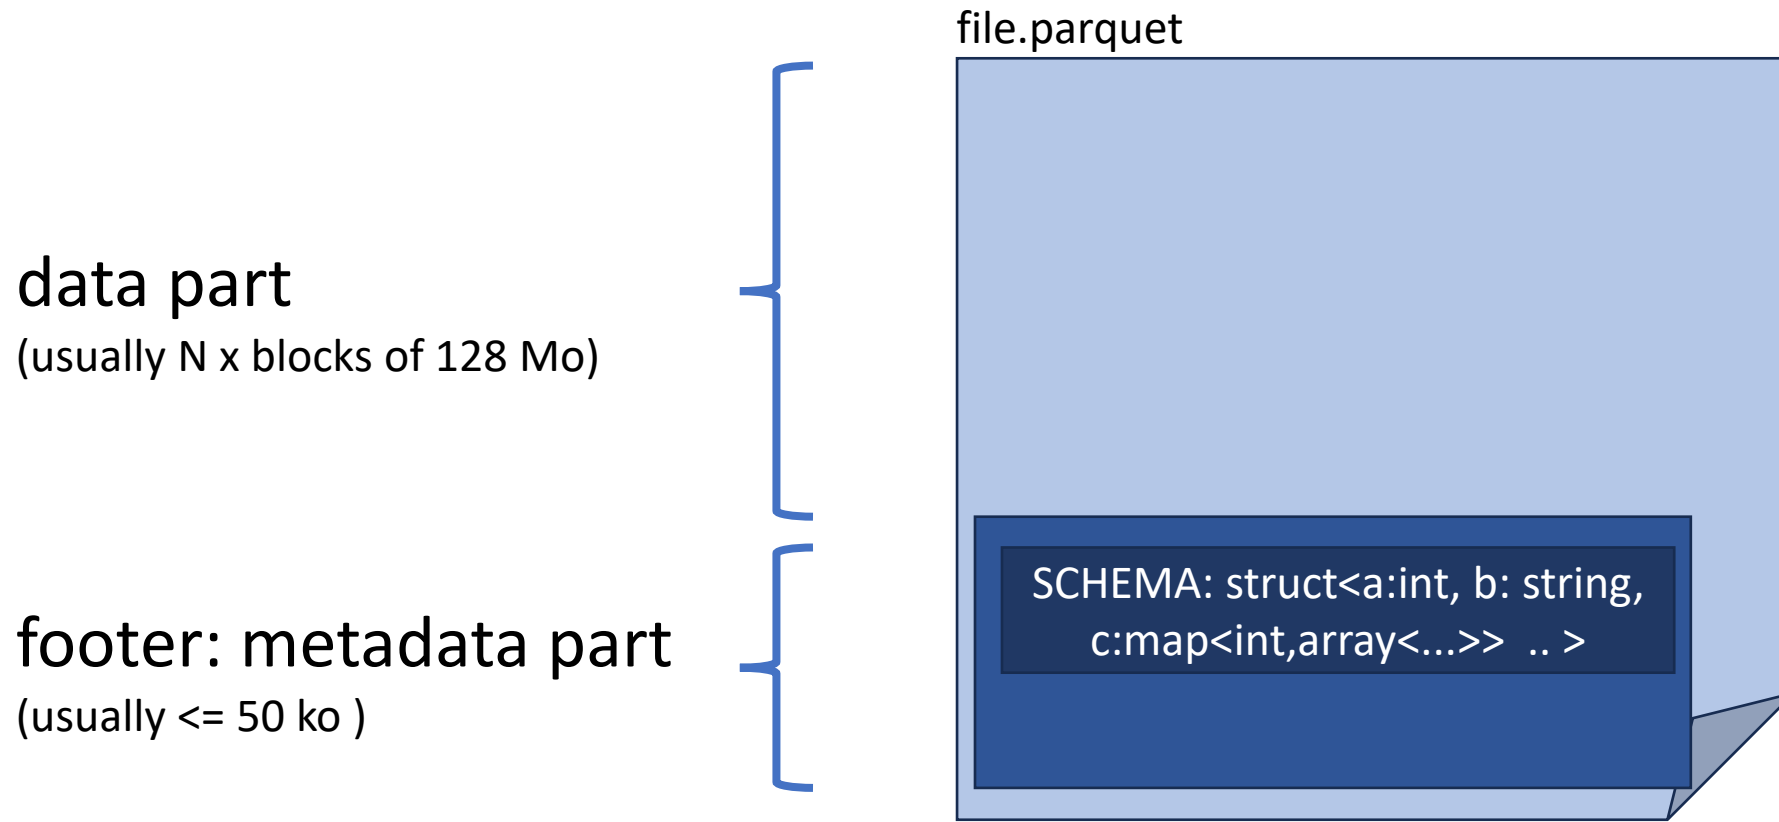 file.parquet
data part
(usually N x blocks of 128 Mo)
SCHEMA: struct<a:int, b: string,
c:map<int,array<...>>  .. >
footer: metadata part
(usually <= 50 ko )